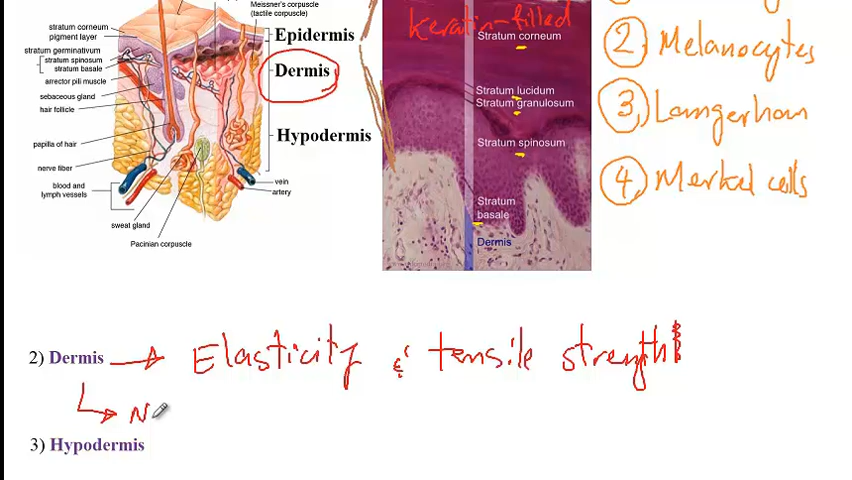 Meissner's corpuscle
(tactile corpuscle)
stratum corneum
pigment layer
stratum germinativum
stratum spinosum
stratum basale
arrector pili muscle
sebaceous gland
hair follicle
papilla of hair
nerve fiber
blood and
lymph vessels
sweat gland
Pacinian corpuscle
vein
artery
Epidermis
Dermis
Hypodermis
keratin-filled
Stratum corneum
Stratum lucidum
Stratum granulosum
Stratum spinosum
Stratum
basale
Dermis
2) Melanocytes
3) Langerhan
4) Merkel cells
2) Dermis → Elasticity & tensile strength
N
3) Hypodermis